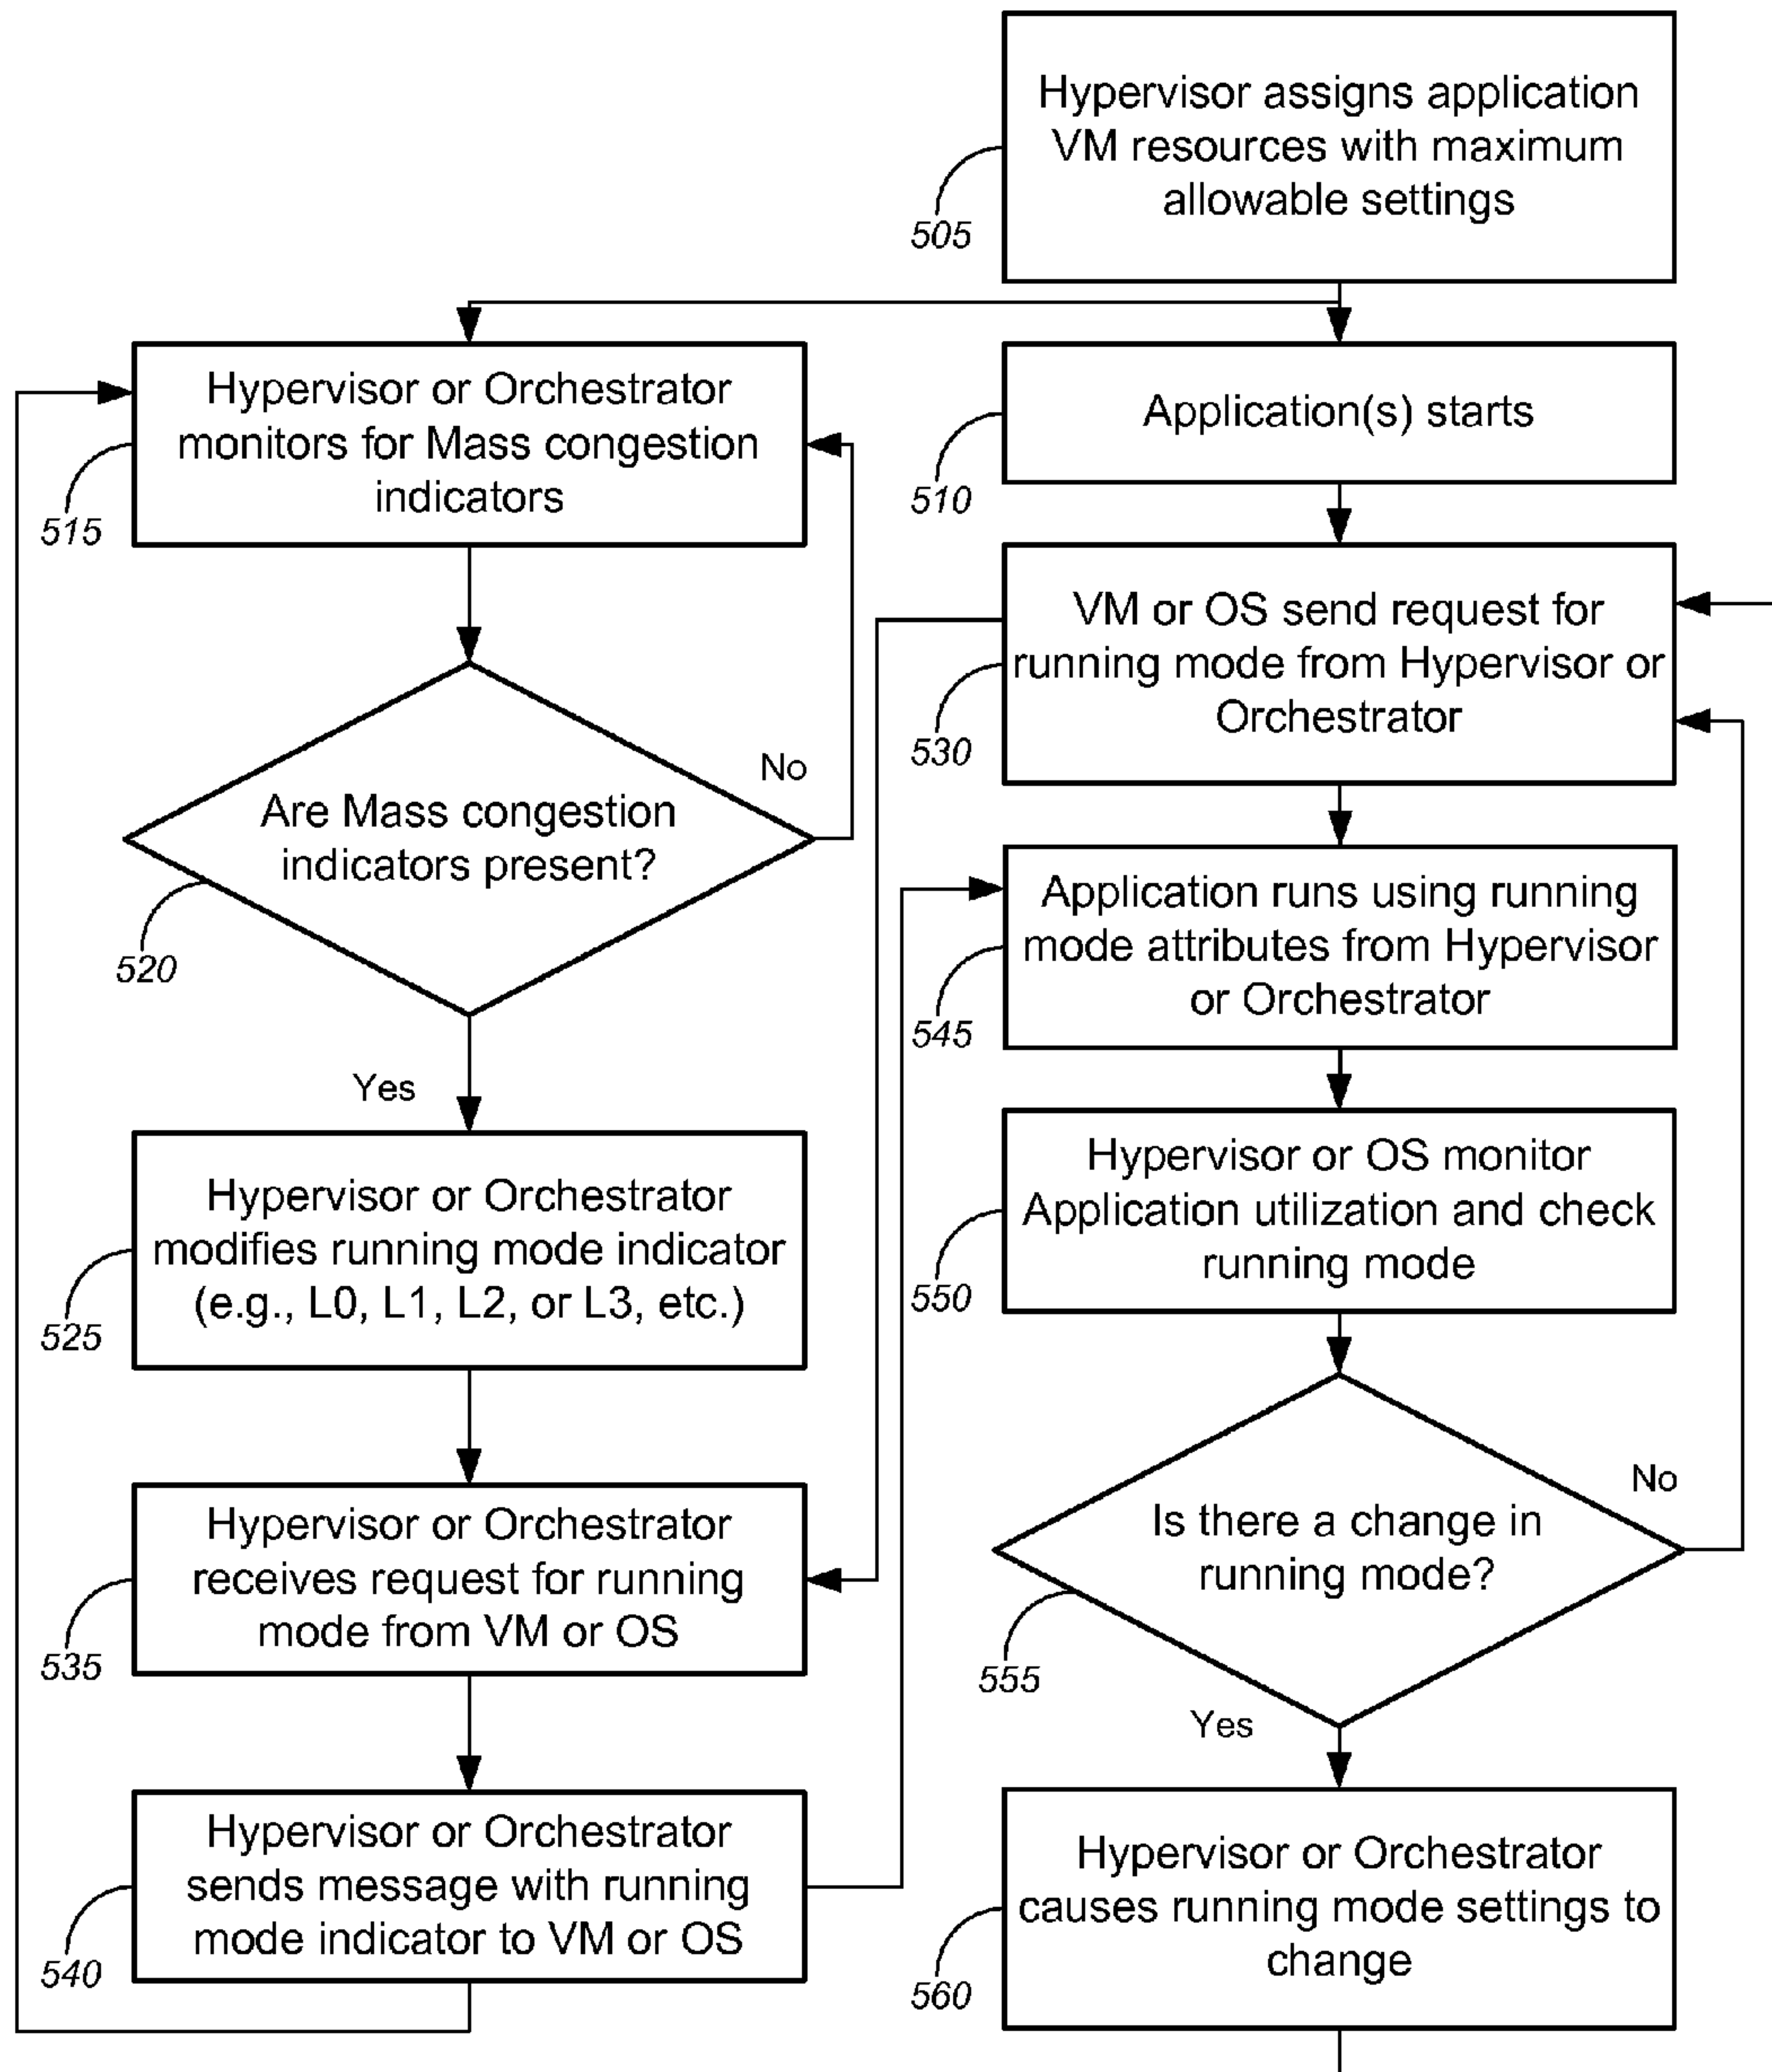 Hypervisor assigns application
VM resources with maximum
allowable settings
505
Hypervisor or Orchestrator
monitors for Mass congestion
indicators
515
Application(s) starts
510
VM or OS send request for
running mode from Hypervisor or
Orchestrator
530
Are Mass congestion
indicators present?
No
520
Yes
Application runs using running
mode attributes from Hypervisor
or Orchestrator
545
Hypervisor or Orchestrator
modifies running mode indicator
(e.g., L0, L1, L2, or L3, etc.)
525
Hypervisor or OS monitor
Application utilization and check
running mode
550
Hypervisor or Orchestrator
receives request for running
mode from VM or OS
535
Is there a change in
running mode?
No
555
Yes
Hypervisor or Orchestrator
sends message with running
mode indicator to VM or OS
540
Hypervisor or Orchestrator
causes running mode settings to
change
560